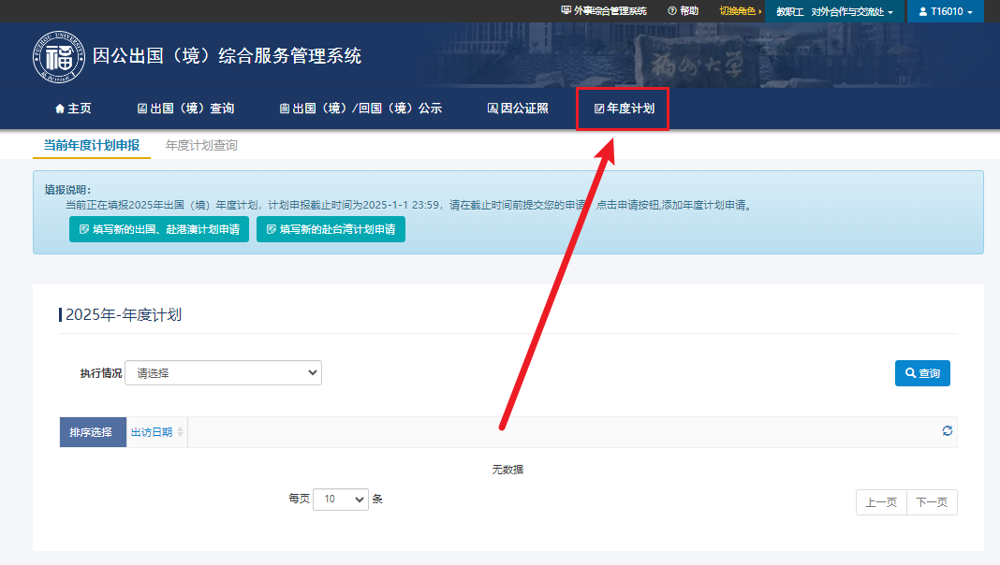 外事综合管理系统 帮助 切换角色 教职工 对外合作与交流处 T16010
FUZHOU UNIVERSITY
福
因公出国（境）综合服务管理系统
福州大学
主页 出国（境）查询 出国（境）/回国（境）公示 因公证照 年度计划
当前年度计划申报 年度计划查询
填报说明：
当前正在填报2025年出国（境）年度计划，计划申报截止时间为2025-1-1 23:59，请在截止时间前提交您的申请，点击申请按钮,添加年度计划申请。
填写新的出国、赴港澳计划申请 填写新的赴台湾计划申请
2025年-年度计划
执行情况 请选择 查询
排序选择 出访日期
无数据
每页 10 条
上一页 下一页